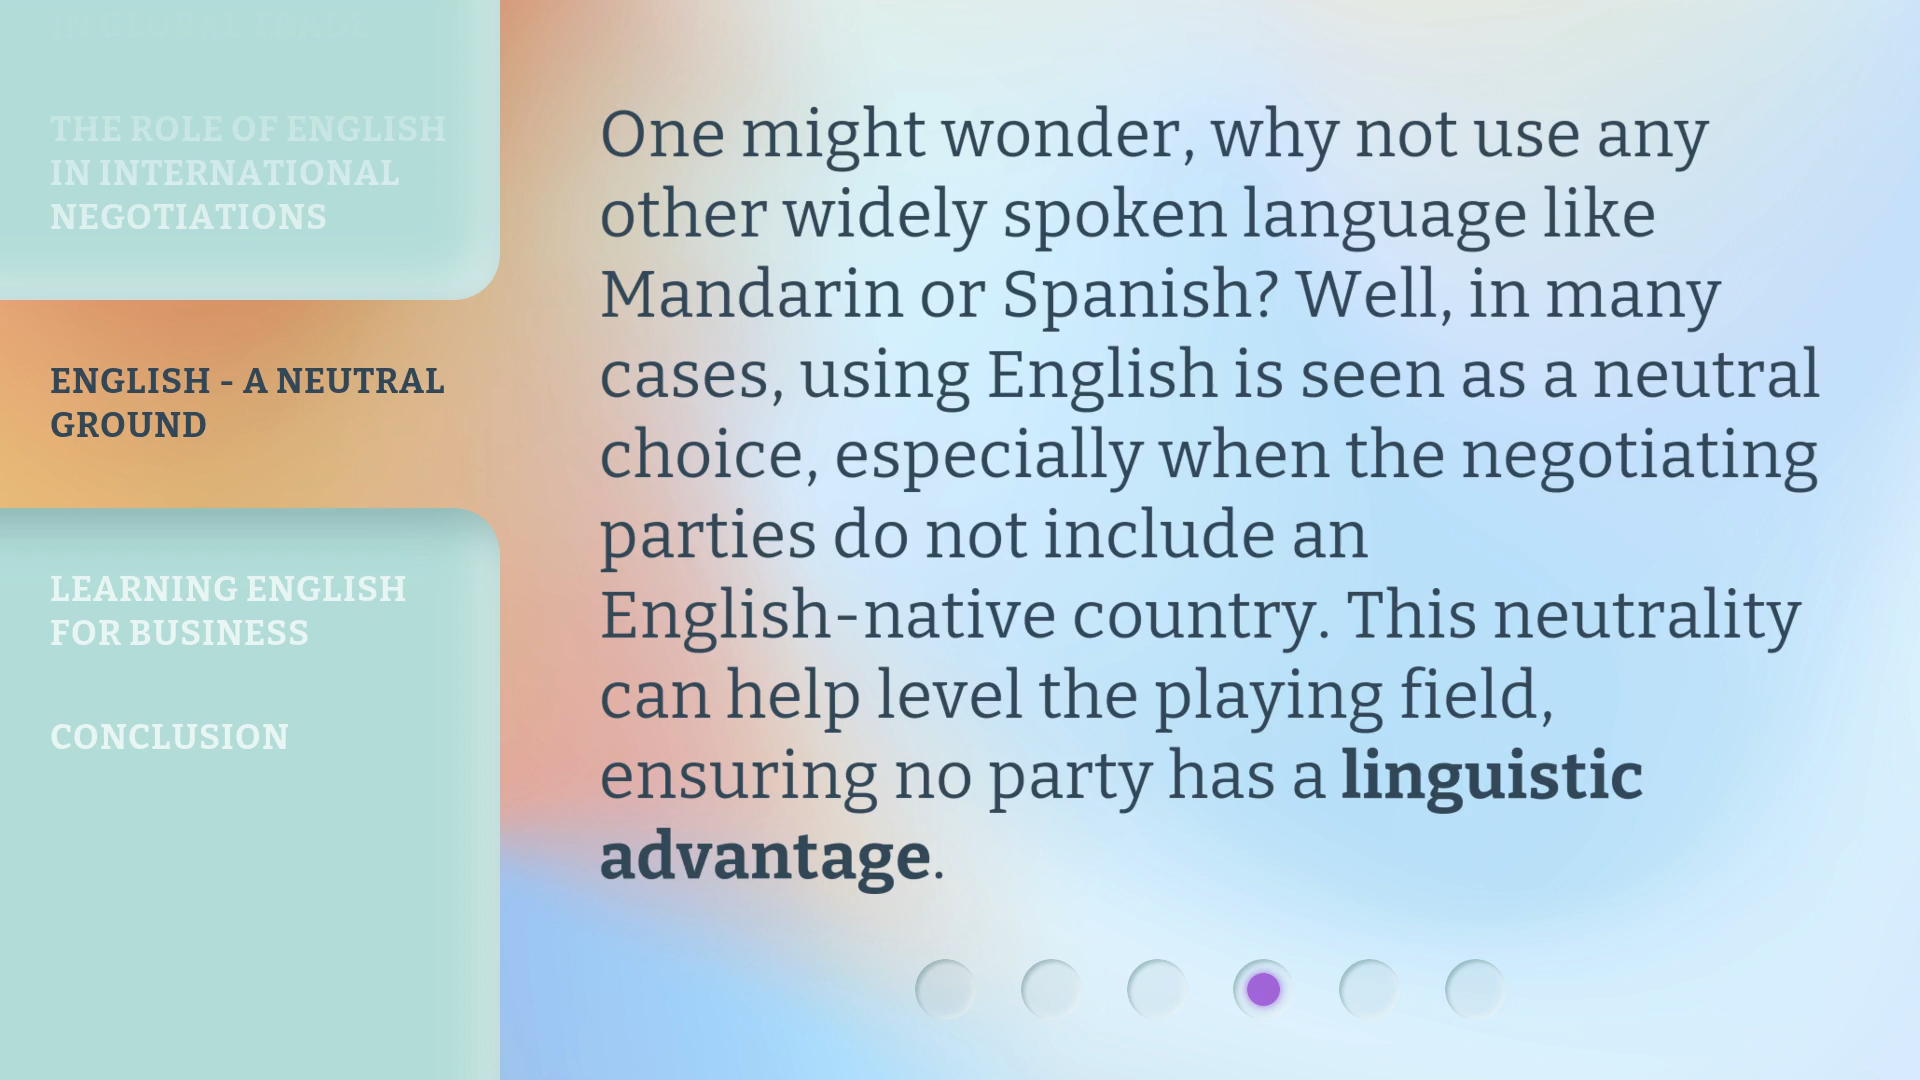 IN GLOBAL TRADE
THE ROLE OF ENGLISH
IN INTERNATIONAL
NEGOTIATIONS
ENGLISH - A NEUTRAL
GROUND
LEARNING ENGLISH
FOR BUSINESS
CONCLUSION
One might wonder, why not use any
other widely spoken language like
Mandarin or Spanish? Well, in many
cases, using English is seen as a neutral
choice, especially when the negotiating
parties do not include an
English-native country. This neutrality
can help level the playing field,
ensuring no party has a linguistic
advantage.